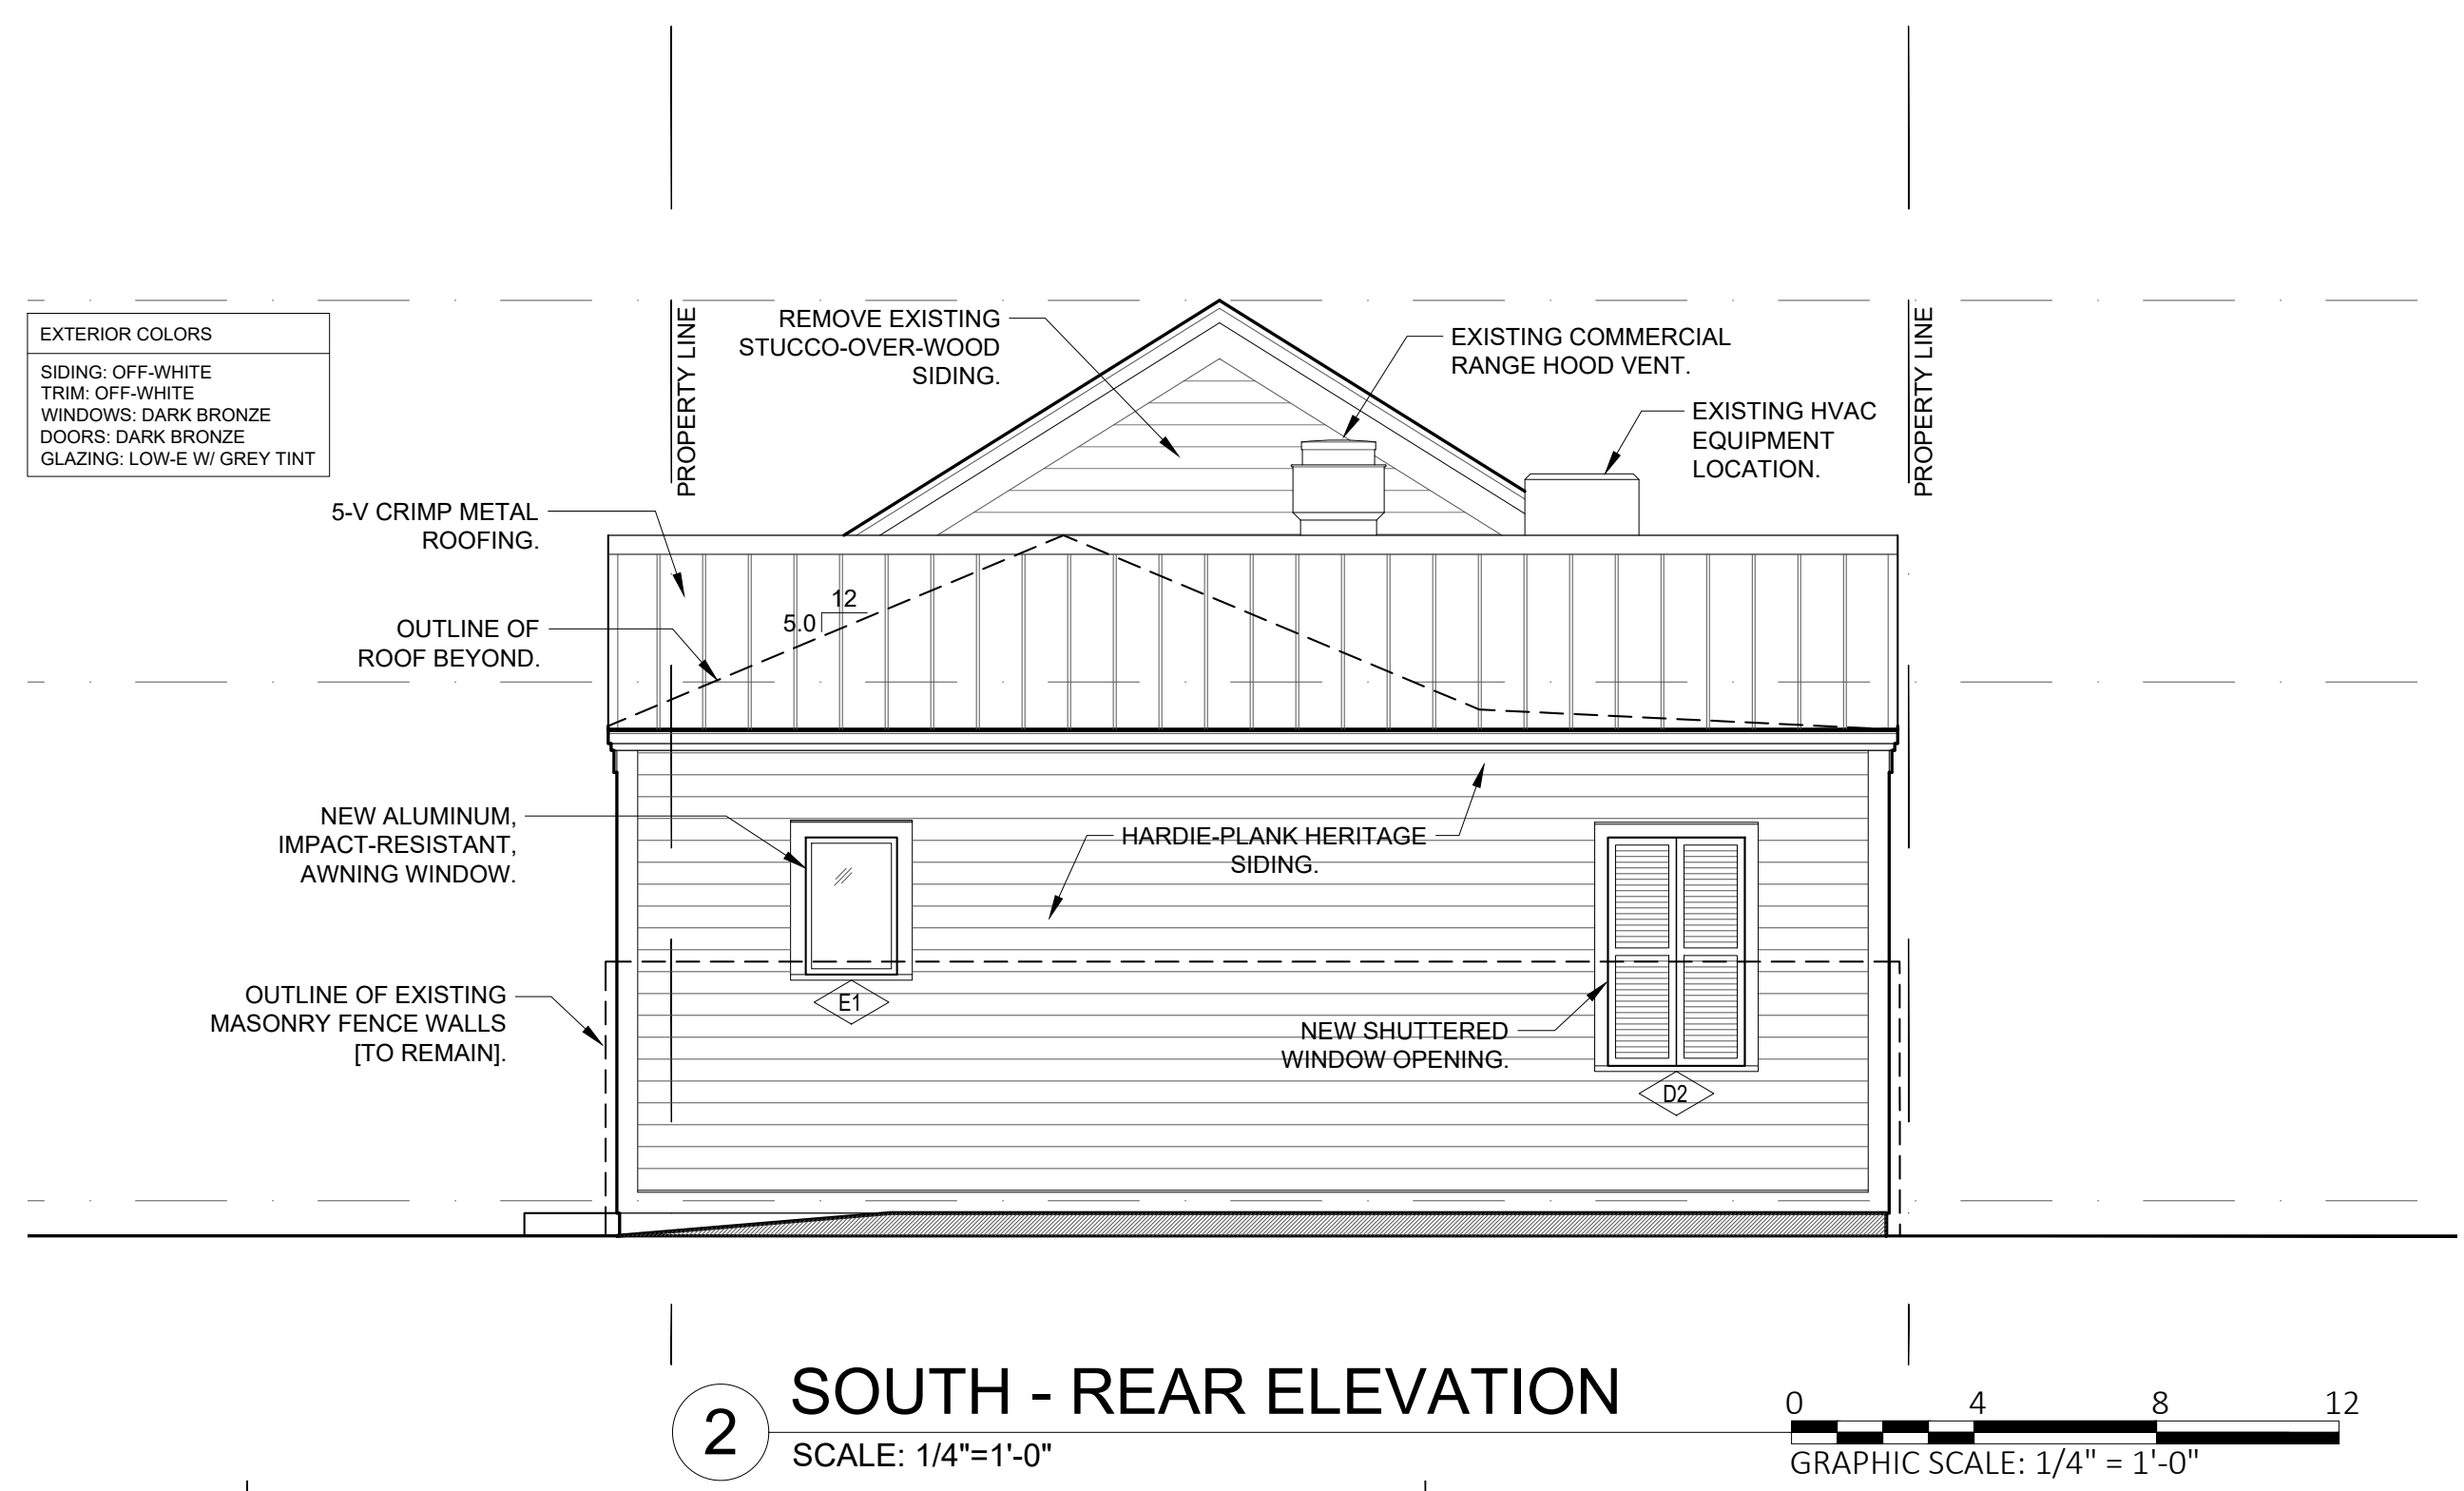 EXTERIOR COLORS
SIDING: OFF-WHITE
TRIM: OFF-WHITE
WINDOWS: DARK BRONZE
DOORS: DARK BRONZE
GLAZING: LOW-E W/ GREY TINT
PROPERTY LINE
REMOVE EXISTING
STUCCO-OVER-WOOD
SIDING.
EXISTING COMMERCIAL
RANGE HOOD VENT.
EXISTING HVAC
EQUIPMENT
LOCATION.
PROPERTY LINE
5-V CRIMP METAL
ROOFING.
12
5.0
OUTLINE OF
ROOF BEYOND.
NEW ALUMINUM,
IMPACT-RESISTANT,
AWNING WINDOW.
HARDIE-PLANK HERITAGE
SIDING.
E1
OUTLINE OF EXISTING
MASONRY FENCE WALLS
[TO REMAIN].
NEW SHUTTERED
WINDOW OPENING.
D2
2
SOUTH - REAR ELEVATION
SCALE: 1/4"=1'-0"
0 4 8 12
GRAPHIC SCALE: 1/4" = 1'-0"